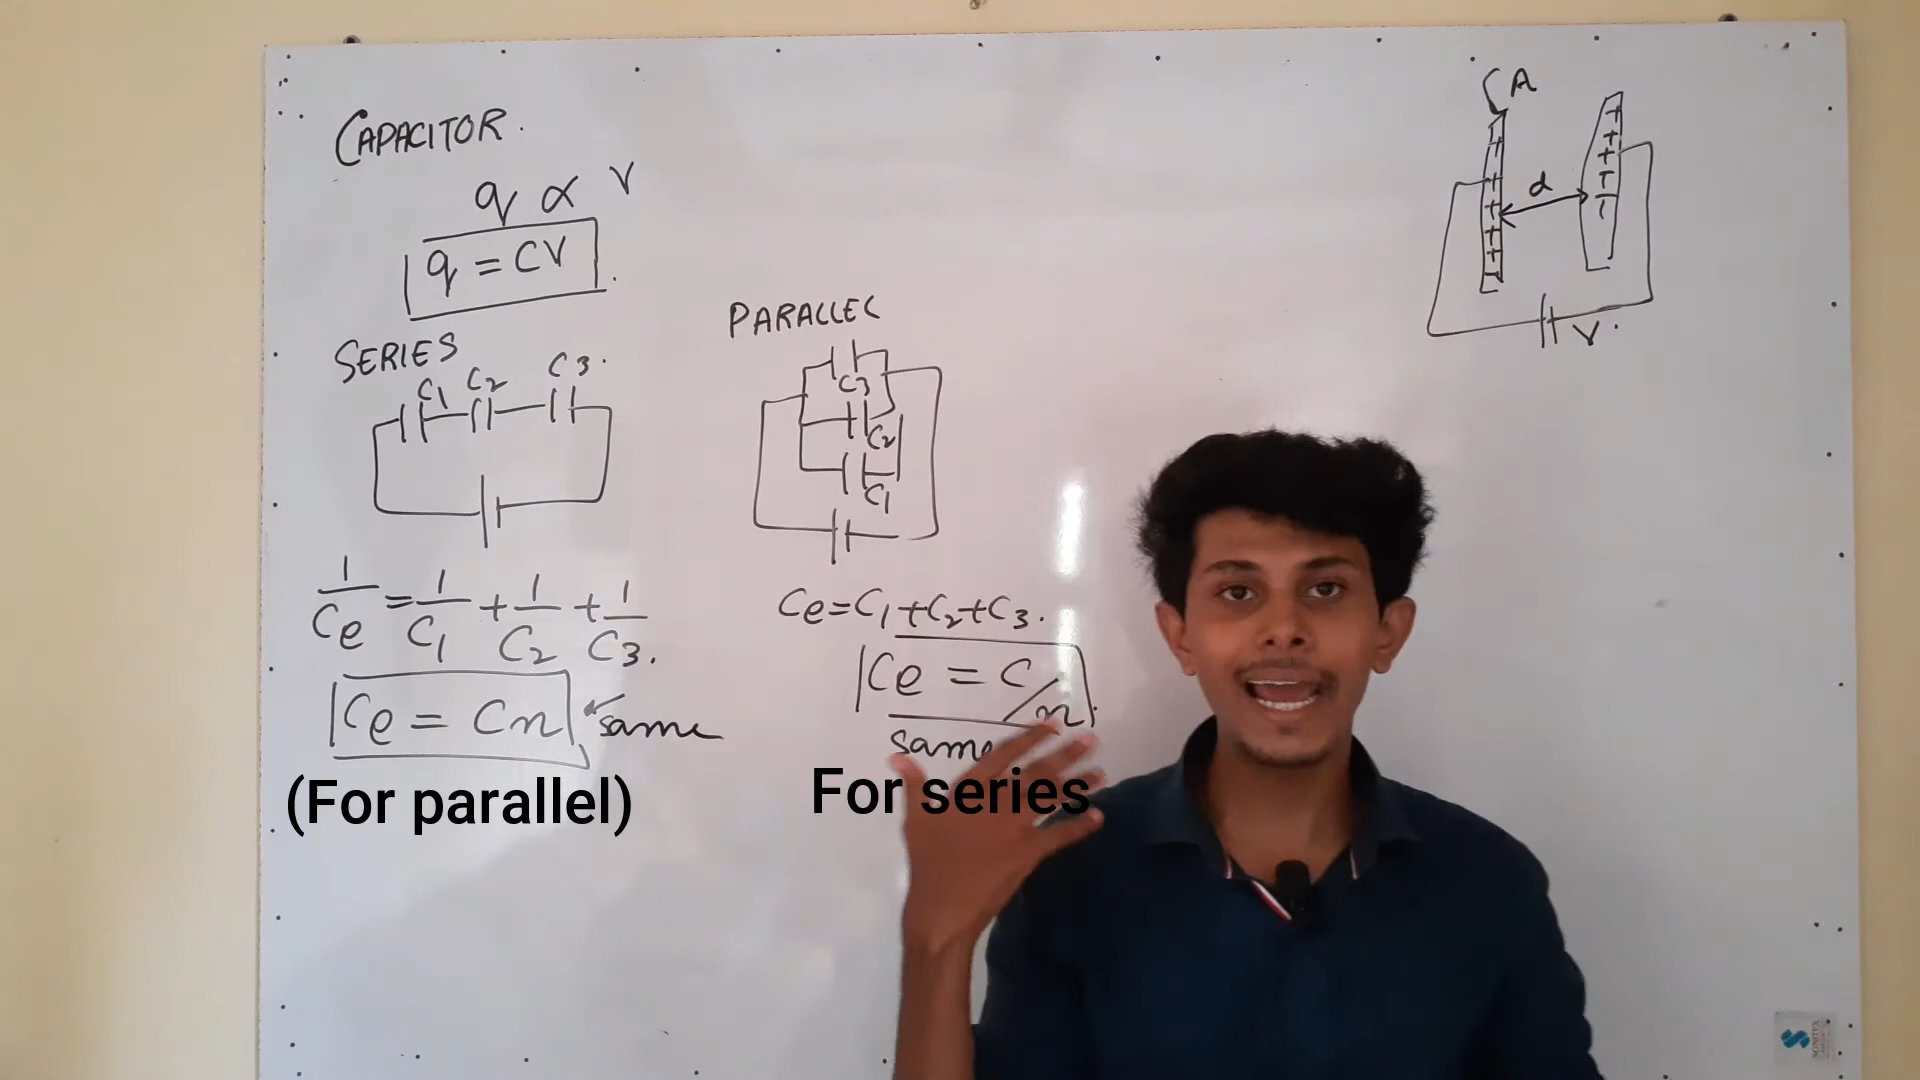 CAPACITOR.
q α V
q = CV
SERIES
C1 C2 C3.
1/Ce = 1/C1 + 1/C2 + 1/C3.
Ce = Cn same
(For parallel)
PARALLEL
C3
C2
C1
Ce=C1+C2+C3.
Ce = C/n
same
For series
A
d
V.